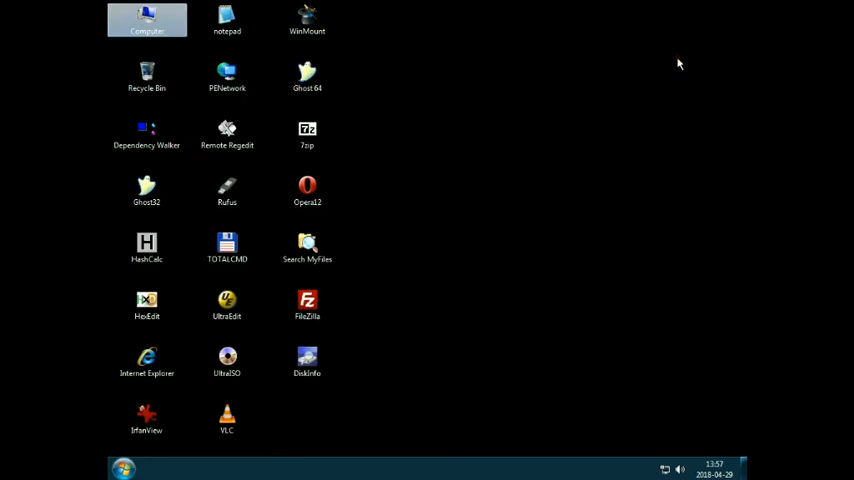 Computer
notepad
WinMount
Recycle Bin
PENetwork
Ghost 64
Dependency Walker
Remote Regedit
7zip
Ghost32
Rufus
Opera12
HashCalc
TOTALCMD
Search MyFiles
HexEdit
UltraEdit
FileZilla
Internet Explorer
UltraISO
DiskInfo
IrfanView
VLC
13:57
2018-04-29